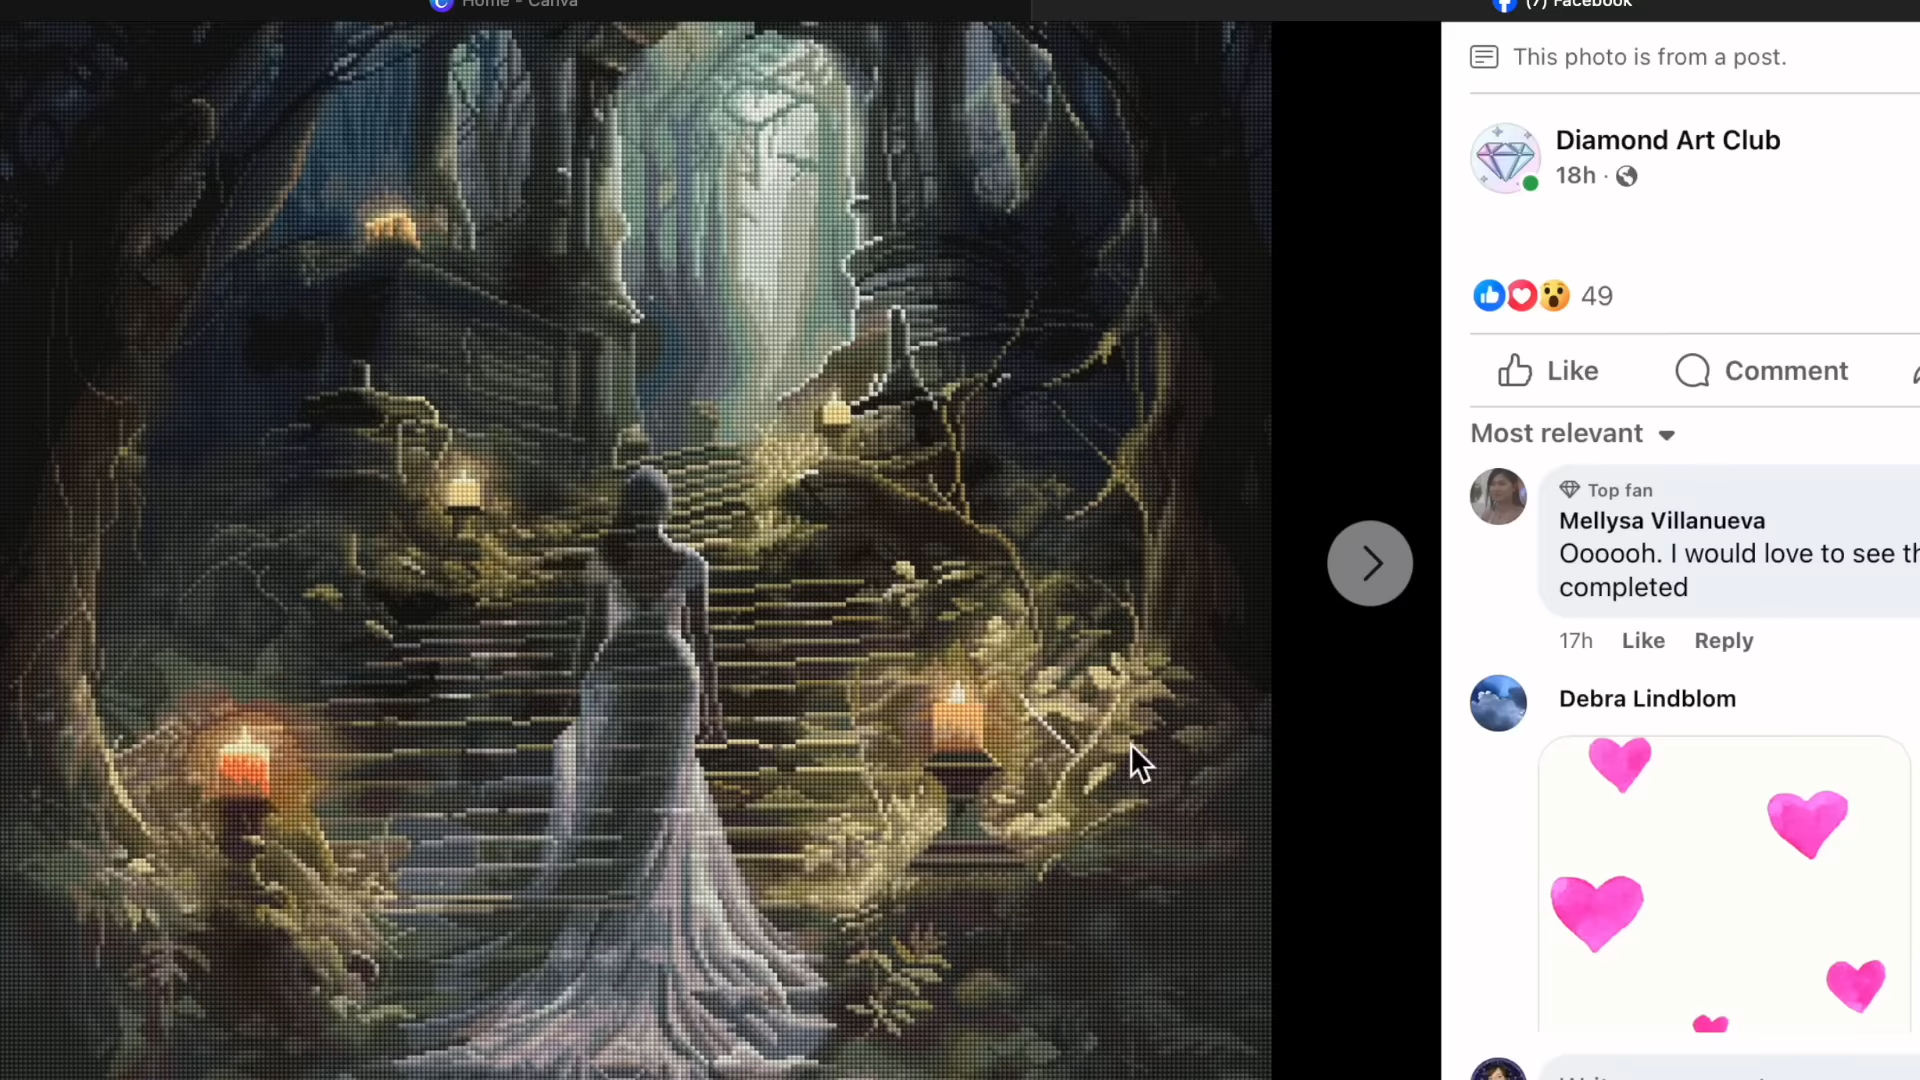 Home - Canva
(7) Facebook
This photo is from a post.
Diamond Art Club
18h ·
49
Like
Comment
Most relevant
Top fan
Mellysa Villanueva
Oooooh. I would love to see
completed
17h Like Reply
Debra Lindblom